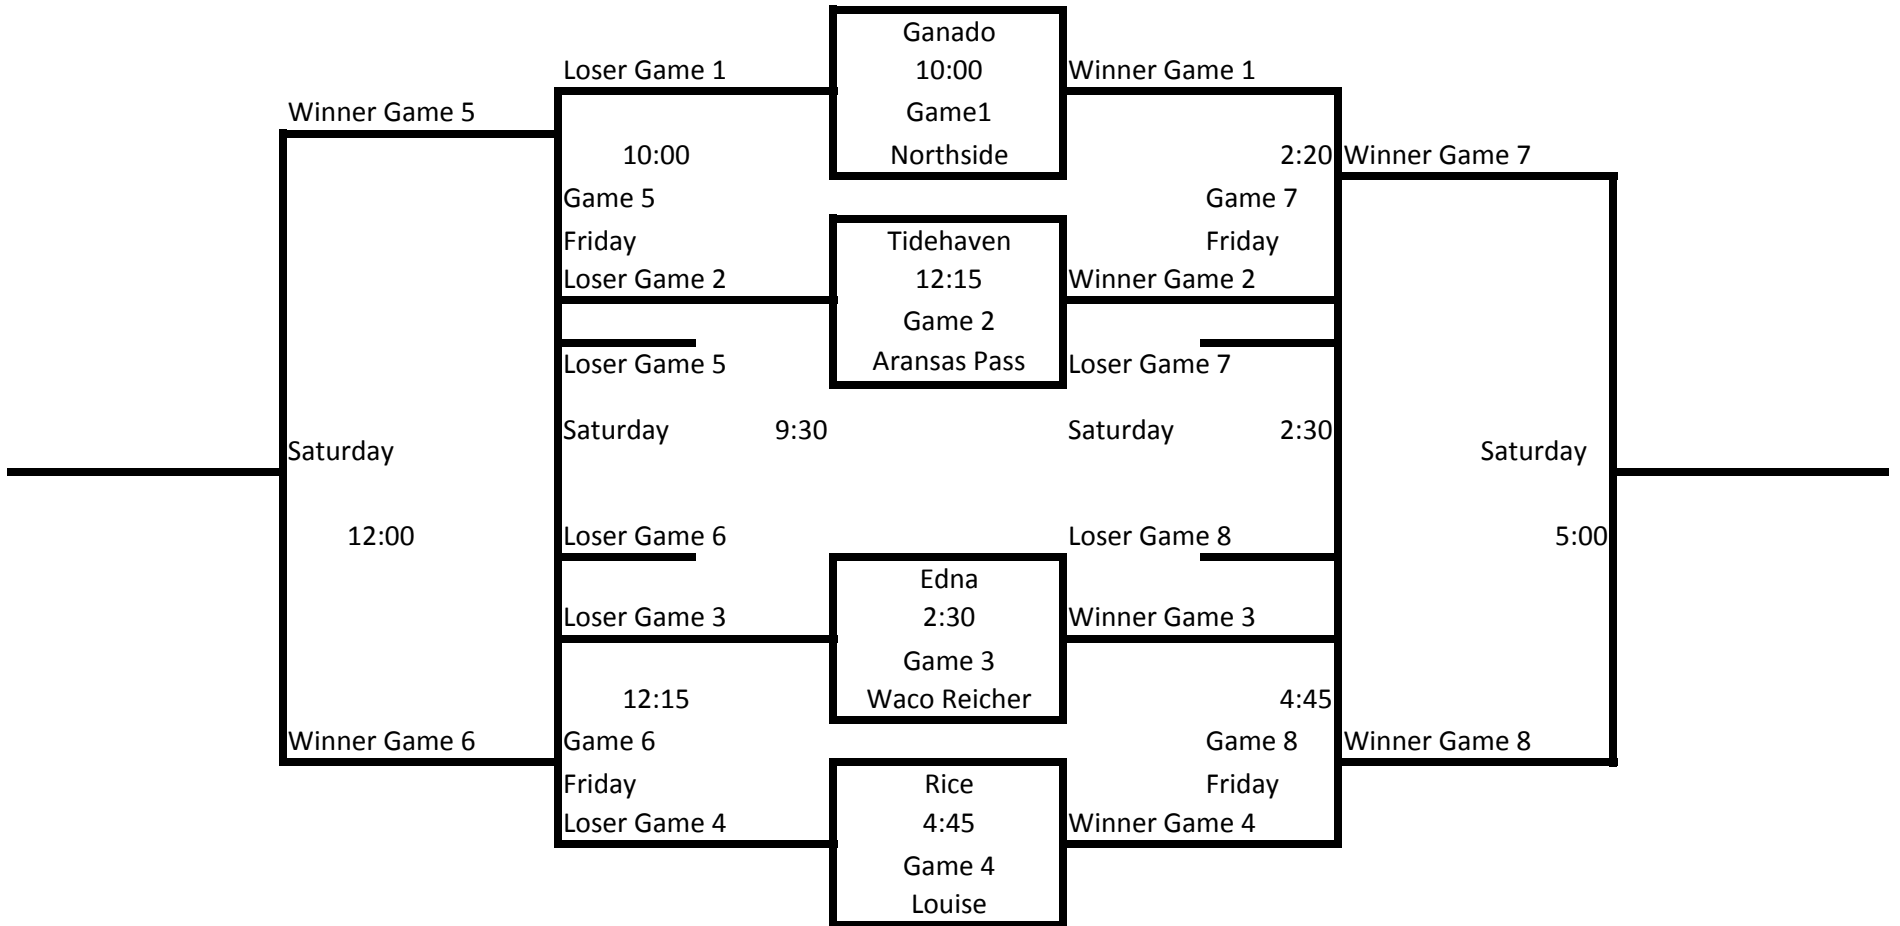 Ganado
Loser Game 1
10:00
Winner Game 1
Winner Game 5
Game1
10:00
Northside
2:20
Winner Game 7
Game 5
Game 7
Friday
Tidehaven
Friday
Loser Game 2
12:15
Winner Game 2
Game 2
Loser Game 5
Aransas Pass
Loser Game 7
Saturday
9:30
Saturday
2:30
Saturday
Saturday
12:00
Loser Game 6
Loser Game 8
5:00
Edna
Loser Game 3
2:30
Winner Game 3
Game 3
12:15
Waco Reicher
4:45
Winner Game 6
Game 6
Game 8
Winner Game 8
Friday
Rice
Friday
Loser Game 4
4:45
Winner Game 4
Game 4
Louise